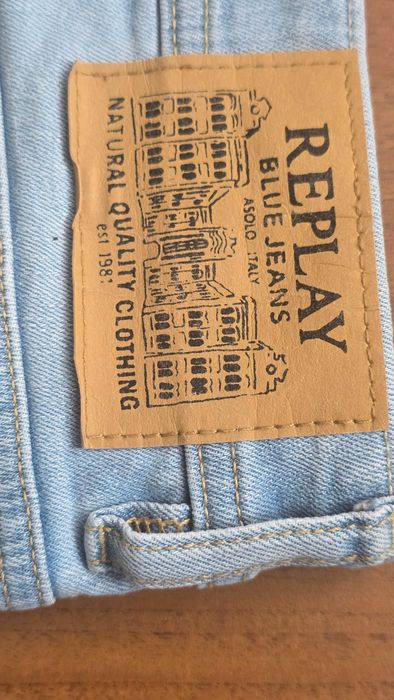 REPLAY
BLUE JEANS
ASOLO ITALY
NATURAL QUALITY CLOTHING
est 1981